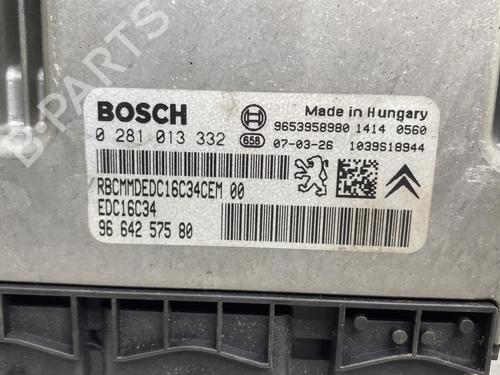 BOSCH
Made in Hungary
9653958980 1414 0560
0 281 013 332 658 07-03-26 1039S18944
RBCMMDEDC16C34CEM 00
EDC16C34
96 642 575 80
B-PARTS